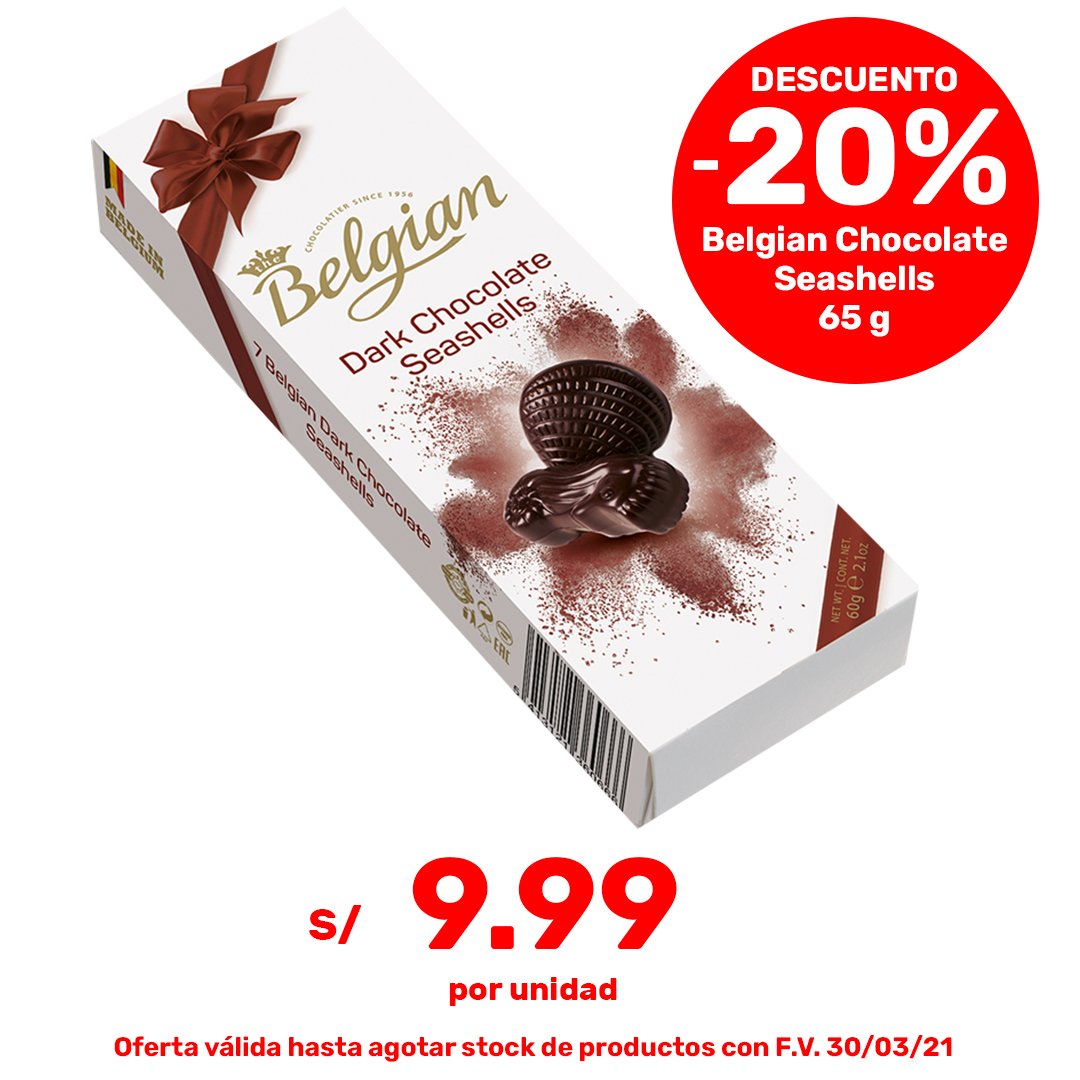 DESCUENTO
-20%
Belgian Chocolate
Seashells
65 g
MADE IN
BELGIUM
CHOCOLATIER SINCE 1956
the
Belgian
Dark Chocolate
Seashells
7 Belgian Dark Chocolate
Seashells
EAC
NET WT. | CONT. NET.
60g e 2.1oz
S/ 9.99
por unidad
Oferta válida hasta agotar stock de productos con F.V. 30/03/21